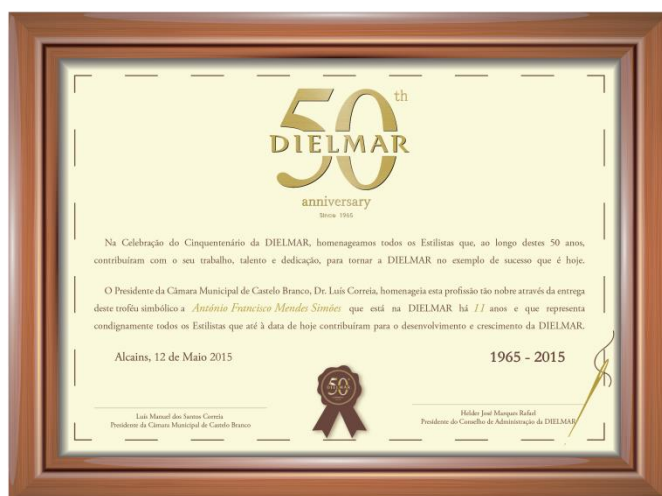 50th
DIELMAR
anniversary
Since 1965
Na Celebração do Cinquentenário da DIELMAR, homenageamos todos os Estilistas que, ao longo destes 50 anos,
contribuíram com o seu trabalho, talento e dedicação, para tornar a DIELMAR no exemplo de sucesso que é hoje.
O Presidente da Câmara Municipal de Castelo Branco, Dr. Luís Correia, homenageia esta profissão tão nobre através da entrega
deste troféu simbólico a António Francisco Mendes Simões que está na DIELMAR há 11 anos e que representa
condignamente todos os Estilistas que até à data de hoje contribuíram para o desenvolvimento e crescimento da DIELMAR.
Alcains, 12 de Maio 2015
1965 - 2015
50
Luís Manuel dos Santos Correia
Presidente da Câmara Municipal de Castelo Branco
Helder José Marques Rafael
Presidente do Conselho de Administração da DIELMAR